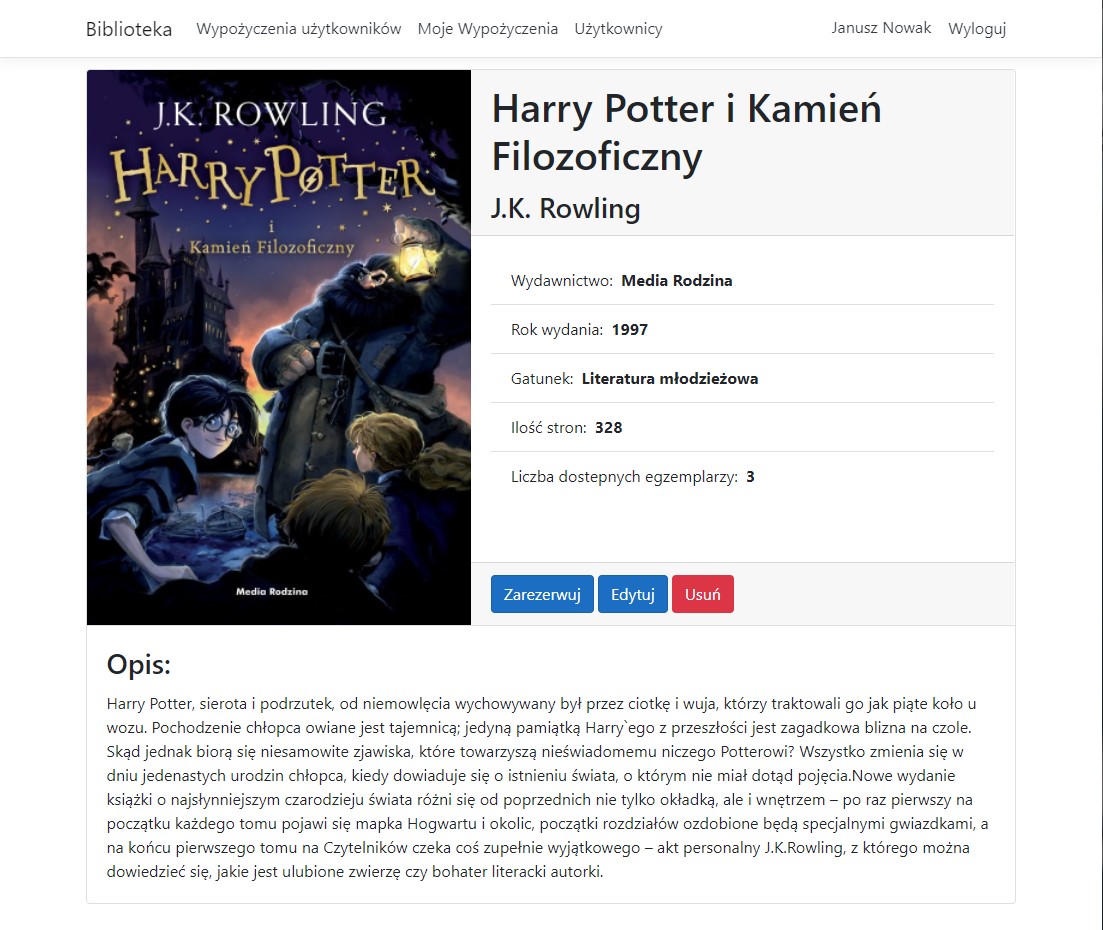 Biblioteka Wypożyczenia użytkowników Moje Wypożyczenia Użytkownicy Janusz Nowak Wyloguj
J.K. ROWLING
HARRY POTTER
i
Kamień Filozoficzny
Media Rodzina
Harry Potter i Kamień
Filozoficzny
J.K. Rowling
Wydawnictwo: Media Rodzina
Rok wydania: 1997
Gatunek: Literatura młodzieżowa
Ilość stron: 328
Liczba dostepnych egzemplarzy: 3
Zarezerwuj Edytuj Usuń
Opis:
Harry Potter, sierota i podrzutek, od niemowlęcia wychowywany był przez ciotkę i wuja, którzy traktowali go jak piąte koło u
wozu. Pochodzenie chłopca owiane jest tajemnicą; jedyną pamiątką Harry`ego z przeszłości jest zagadkowa blizna na czole.
Skąd jednak biorą się niesamowite zjawiska, które towarzyszą nieświadomemu niczego Potterowi? Wszystko zmienia się w
dniu jedenastych urodzin chłopca, kiedy dowiaduje się o istnieniu świata, o którym nie miał dotąd pojęcia.Nowe wydanie
książki o najsłynniejszym czarodzieju świata różni się od poprzednich nie tylko okładką, ale i wnętrzem – po raz pierwszy na
początku każdego tomu pojawi się mapka Hogwartu i okolic, początki rozdziałów ozdobione będą specjalnymi gwiazdkami, a
na końcu pierwszego tomu na Czytelników czeka coś zupełnie wyjątkowego – akt personalny J.K.Rowling, z którego można
dowiedzieć się, jakie jest ulubione zwierzę czy bohater literacki autorki.